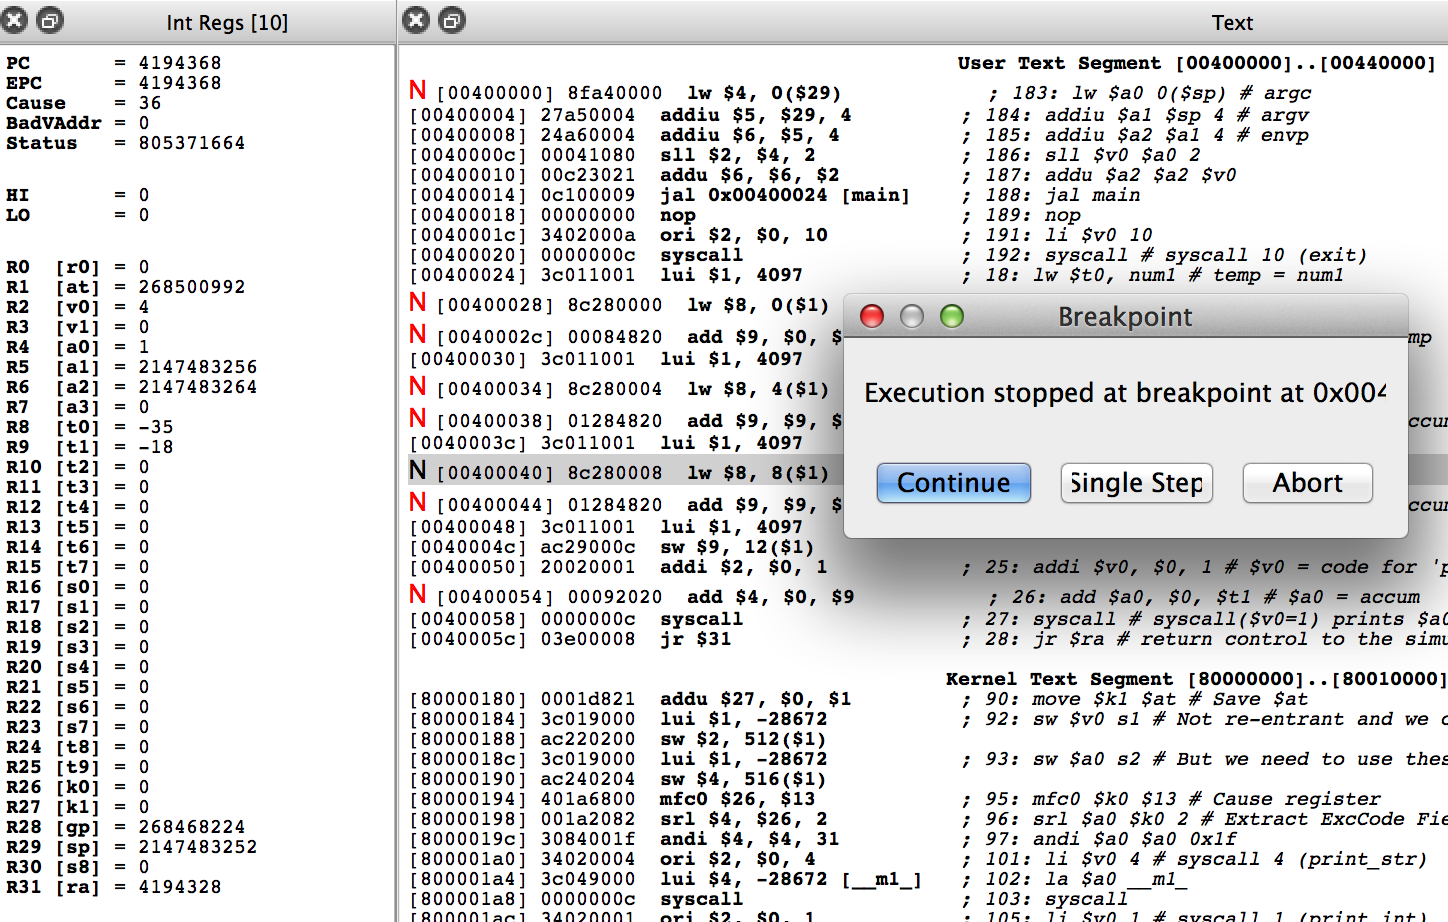 Int Regs [10]
PC = 4194368
EPC = 4194368
Cause = 36
BadVAddr = 0
Status = 805371664
HI = 0
LO = 0
R0 [r0] = 0
R1 [at] = 268500992
R2 [v0] = 4
R3 [v1] = 0
R4 [a0] = 1
R5 [a1] = 2147483256
R6 [a2] = 2147483264
R7 [a3] = 0
R8 [t0] = -35
R9 [t1] = -18
R10 [t2] = 0
R11 [t3] = 0
R12 [t4] = 0
R13 [t5] = 0
R14 [t6] = 0
R15 [t7] = 0
R16 [s0] = 0
R17 [s1] = 0
R18 [s2] = 0
R19 [s3] = 0
R20 [s4] = 0
R21 [s5] = 0
R22 [s6] = 0
R23 [s7] = 0
R24 [t8] = 0
R25 [t9] = 0
R26 [k0] = 0
R27 [k1] = 0
R28 [gp] = 268468224
R29 [sp] = 2147483252
R30 [s8] = 0
R31 [ra] = 4194328
Text
User Text Segment [00400000]..[00440000]
N [00400000] 8fa40000 lw $4, 0($29) ; 183: lw $a0 0($sp) # argc
[00400004] 27a50004 addiu $5, $29, 4 ; 184: addiu $a1 $sp 4 # argv
[00400008] 24a60004 addiu $6, $5, 4 ; 185: addiu $a2 $a1 4 # envp
[0040000c] 00041080 sll $2, $4, 2 ; 186: sll $v0 $a0 2
[00400010] 00c23021 addu $6, $6, $2 ; 187: addu $a2 $a2 $v0
[00400014] 0c100009 jal 0x00400024 [main] ; 188: jal main
[00400018] 00000000 nop ; 189: nop
[0040001c] 3402000a ori $2, $0, 10 ; 191: li $v0 10
[00400020] 0000000c syscall ; 192: syscall # syscall 10 (exit)
[00400024] 3c011001 lui $1, 4097 ; 18: lw $t0, num1 # temp = num1
N [00400028] 8c280000 lw $8, 0($1)
N [0040002c] 00084820 add $9, $0, $ mp
[00400030] 3c011001 lui $1, 4097
N [00400034] 8c280004 lw $8, 4($1)
N [00400038] 01284820 add $9, $9, $ ccum
[0040003c] 3c011001 lui $1, 4097
N [00400040] 8c280008 lw $8, 8($1)
N [00400044] 01284820 add $9, $9, $ ccum
[00400048] 3c011001 lui $1, 4097
[0040004c] ac29000c sw $9, 12($1)
[00400050] 20020001 addi $2, $0, 1 ; 25: addi $v0, $0, 1 # $v0 = code for 'p
N [00400054] 00092020 add $4, $0, $9 ; 26: add $a0, $0, $t1 # $a0 = accum
[00400058] 0000000c syscall ; 27: syscall # syscall($v0=1) prints $a0
[0040005c] 03e00008 jr $31 ; 28: jr $ra # return control to the simu
Kernel Text Segment [80000000]..[80010000]
[80000180] 0001d821 addu $27, $0, $1 ; 90: move $k1 $at # Save $at
[80000184] 3c019000 lui $1, -28672 ; 92: sw $v0 s1 # Not re-entrant and we c
[80000188] ac220200 sw $2, 512($1)
[8000018c] 3c019000 lui $1, -28672 ; 93: sw $a0 s2 # But we need to use thes
[80000190] ac240204 sw $4, 516($1)
[80000194] 401a6800 mfc0 $26, $13 ; 95: mfc0 $k0 $13 # Cause register
[80000198] 001a2082 srl $4, $26, 2 ; 96: srl $a0 $k0 2 # Extract ExcCode Fie
[8000019c] 3084001f andi $4, $4, 31 ; 97: andi $a0 $a0 0x1f
[800001a0] 34020004 ori $2, $0, 4 ; 101: li $v0 4 # syscall 4 (print_str)
[800001a4] 3c049000 lui $4, -28672 [__m1_] ; 102: la $a0 __m1_
[800001a8] 0000000c syscall ; 103: syscall
[800001ac] 34020001 ori $2, $0, 1 ; 105: li $v0 1 # syscall 1 (print_int)
Breakpoint
Execution stopped at breakpoint at 0x004
Continue
Single Step
Abort